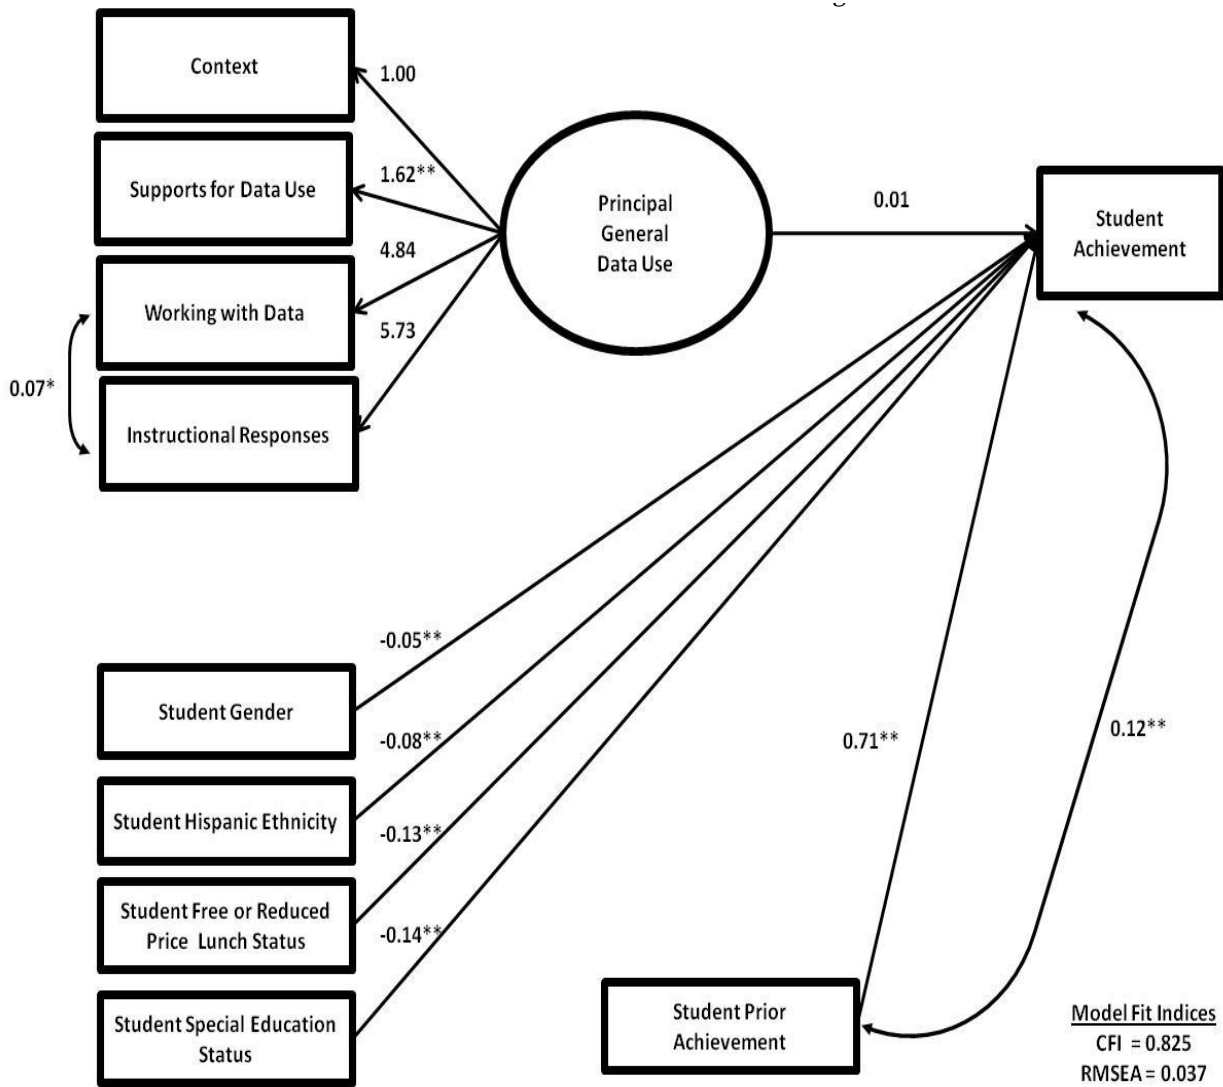 Context
1.00
Supports for Data Use
1.62**
4.84
Working with Data
5.73
0.07*
Instructional Responses
Principal
General
Data Use
0.01
Student
Achievement
-0.05**
Student Gender
-0.08**
Student Hispanic Ethnicity
-0.13**
Student Free or Reduced
Price Lunch Status
-0.14**
Student Special Education
Status
0.71**
0.12**
Student Prior
Achievement
Model Fit Indices
CFI = 0.825
RMSEA = 0.037